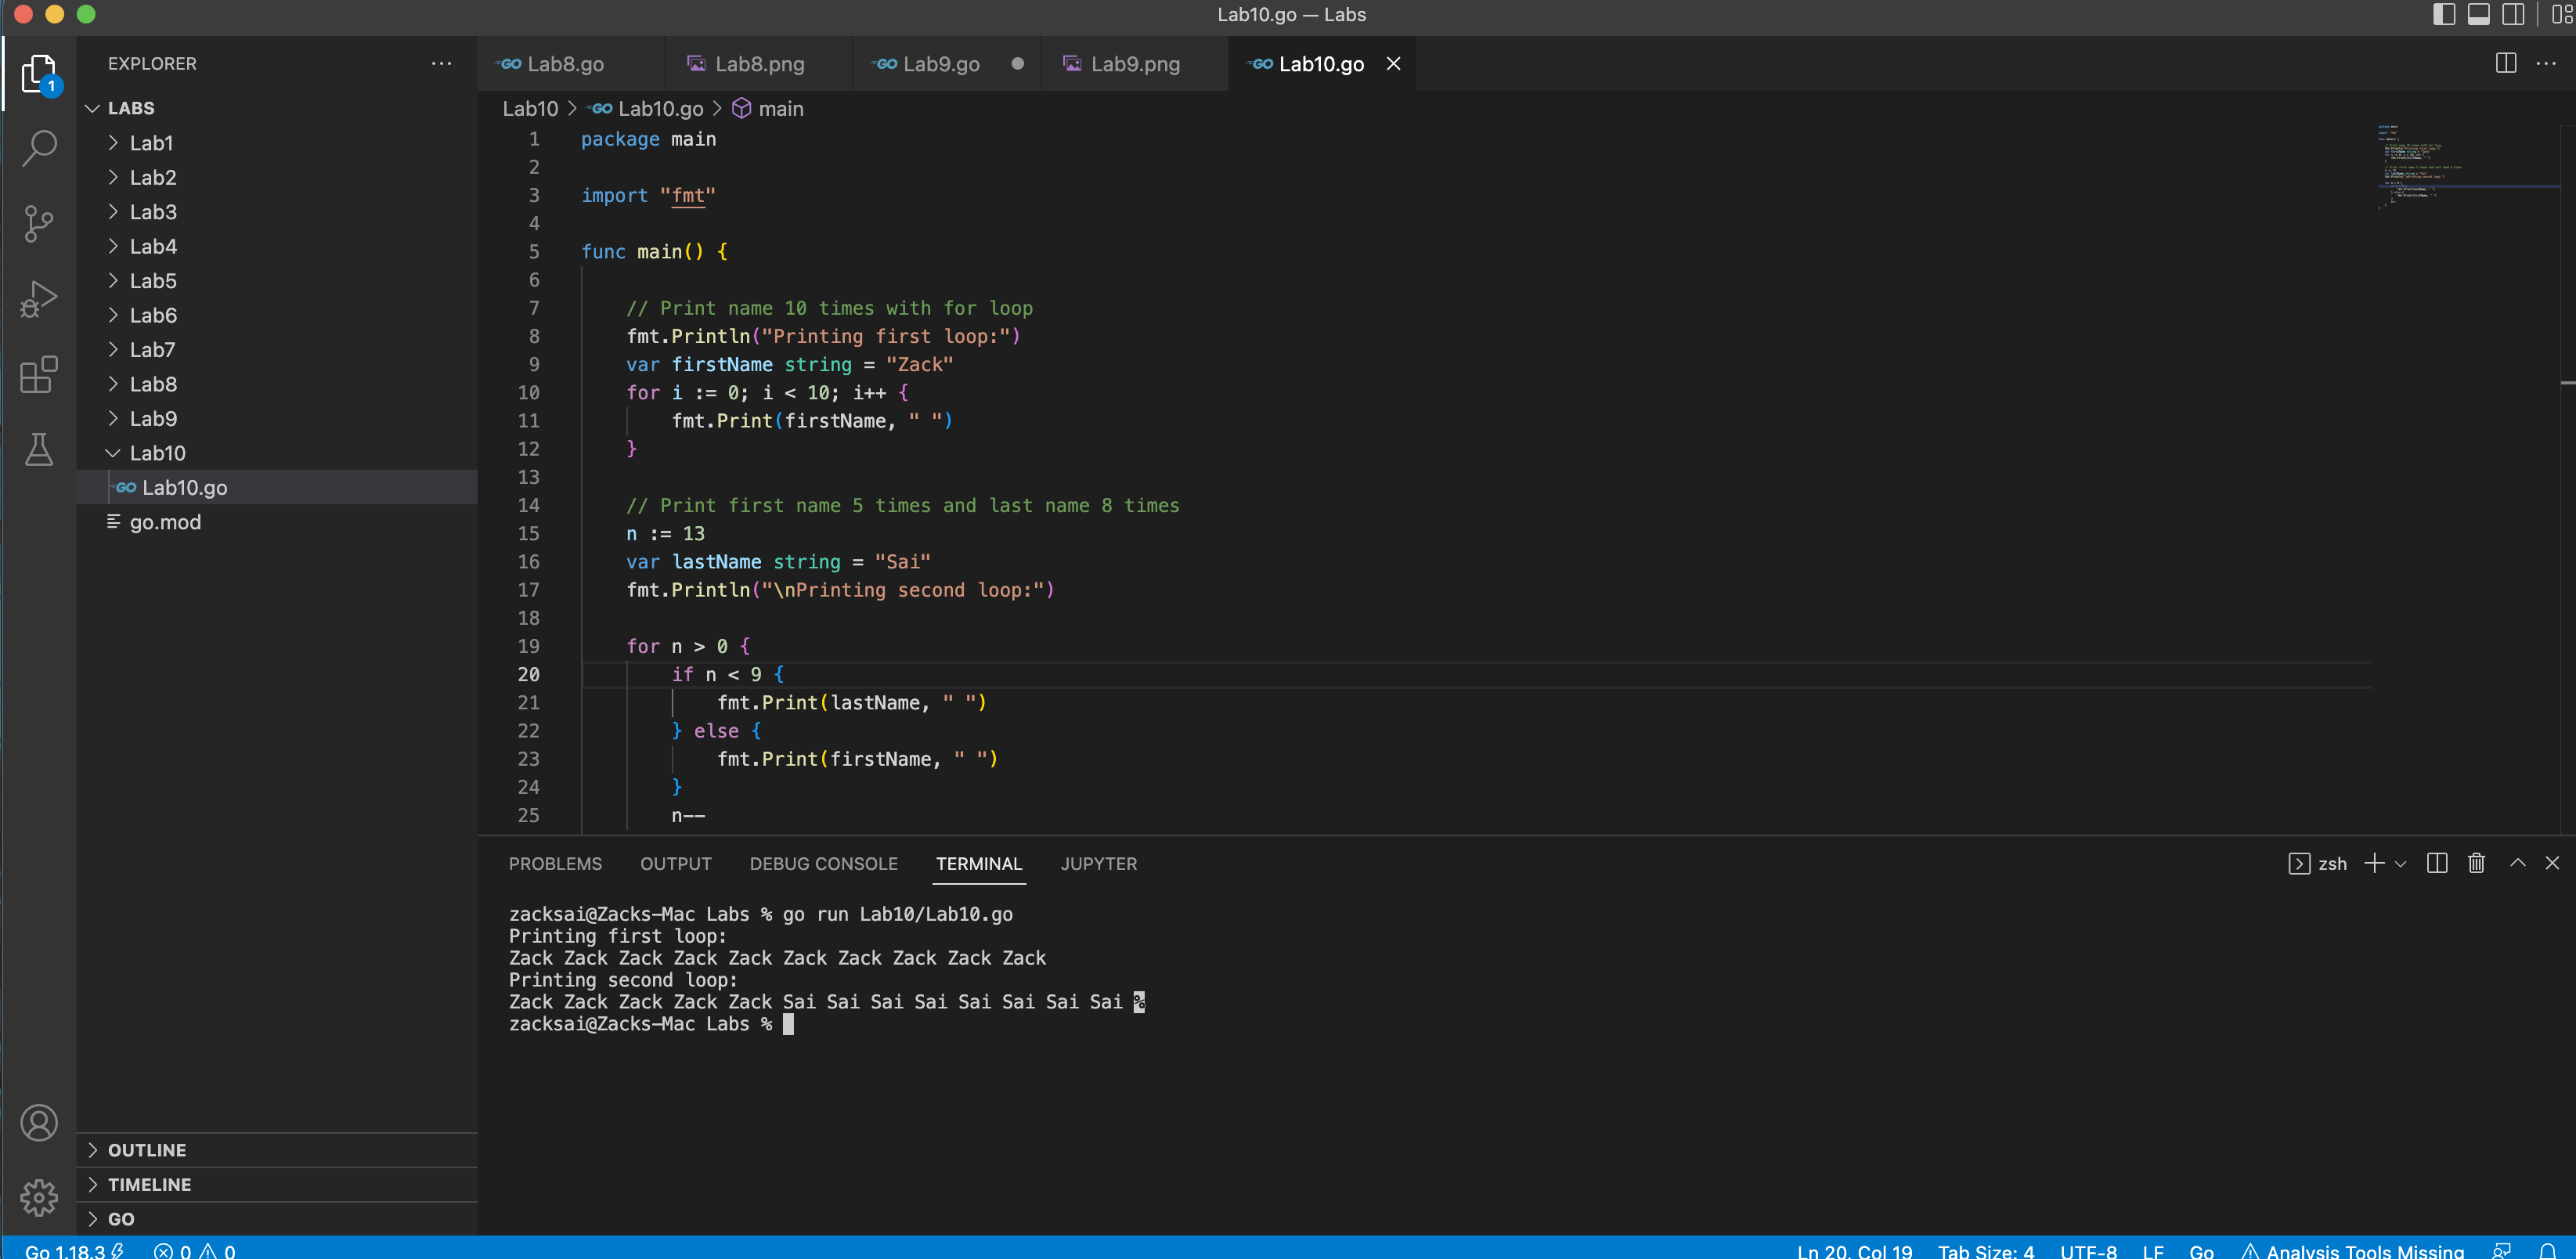 Lab10.go — Labs
EXPLORER
1
LABS
Lab1
Lab2
Lab3
Lab4
Lab5
Lab6
Lab7
Lab8
Lab9
Lab10
GO Lab10.go
go.mod
OUTLINE
TIMELINE
GO
GO Lab8.go Lab8.png GO Lab9.go Lab9.png GO Lab10.go
Lab10 > GO Lab10.go > main
1 package main
2
3 import "fmt"
4
5 func main() {
6
7 // Print name 10 times with for loop
8 fmt.Println("Printing first loop:")
9 var firstName string = "Zack"
10 for i := 0; i < 10; i++ {
11 fmt.Print(firstName, " ")
12 }
13
14 // Print first name 5 times and last name 8 times
15 n := 13
16 var lastName string = "Sai"
17 fmt.Println("\nPrinting second loop:")
18
19 for n > 0 {
20 if n < 9 {
21 fmt.Print(lastName, " ")
22 } else {
23 fmt.Print(firstName, " ")
24 }
25 n--
PROBLEMS OUTPUT DEBUG CONSOLE TERMINAL JUPYTER
zsh
zacksai@Zacks-Mac Labs % go run Lab10/Lab10.go
Printing first loop:
Zack Zack Zack Zack Zack Zack Zack Zack Zack Zack
Printing second loop:
Zack Zack Zack Zack Zack Sai Sai Sai Sai Sai Sai Sai Sai %
zacksai@Zacks-Mac Labs %
Go 1.18.3 0 0 Ln 20, Col 19 Tab Size: 4 UTF-8 LF Go Analysis Tools Missing